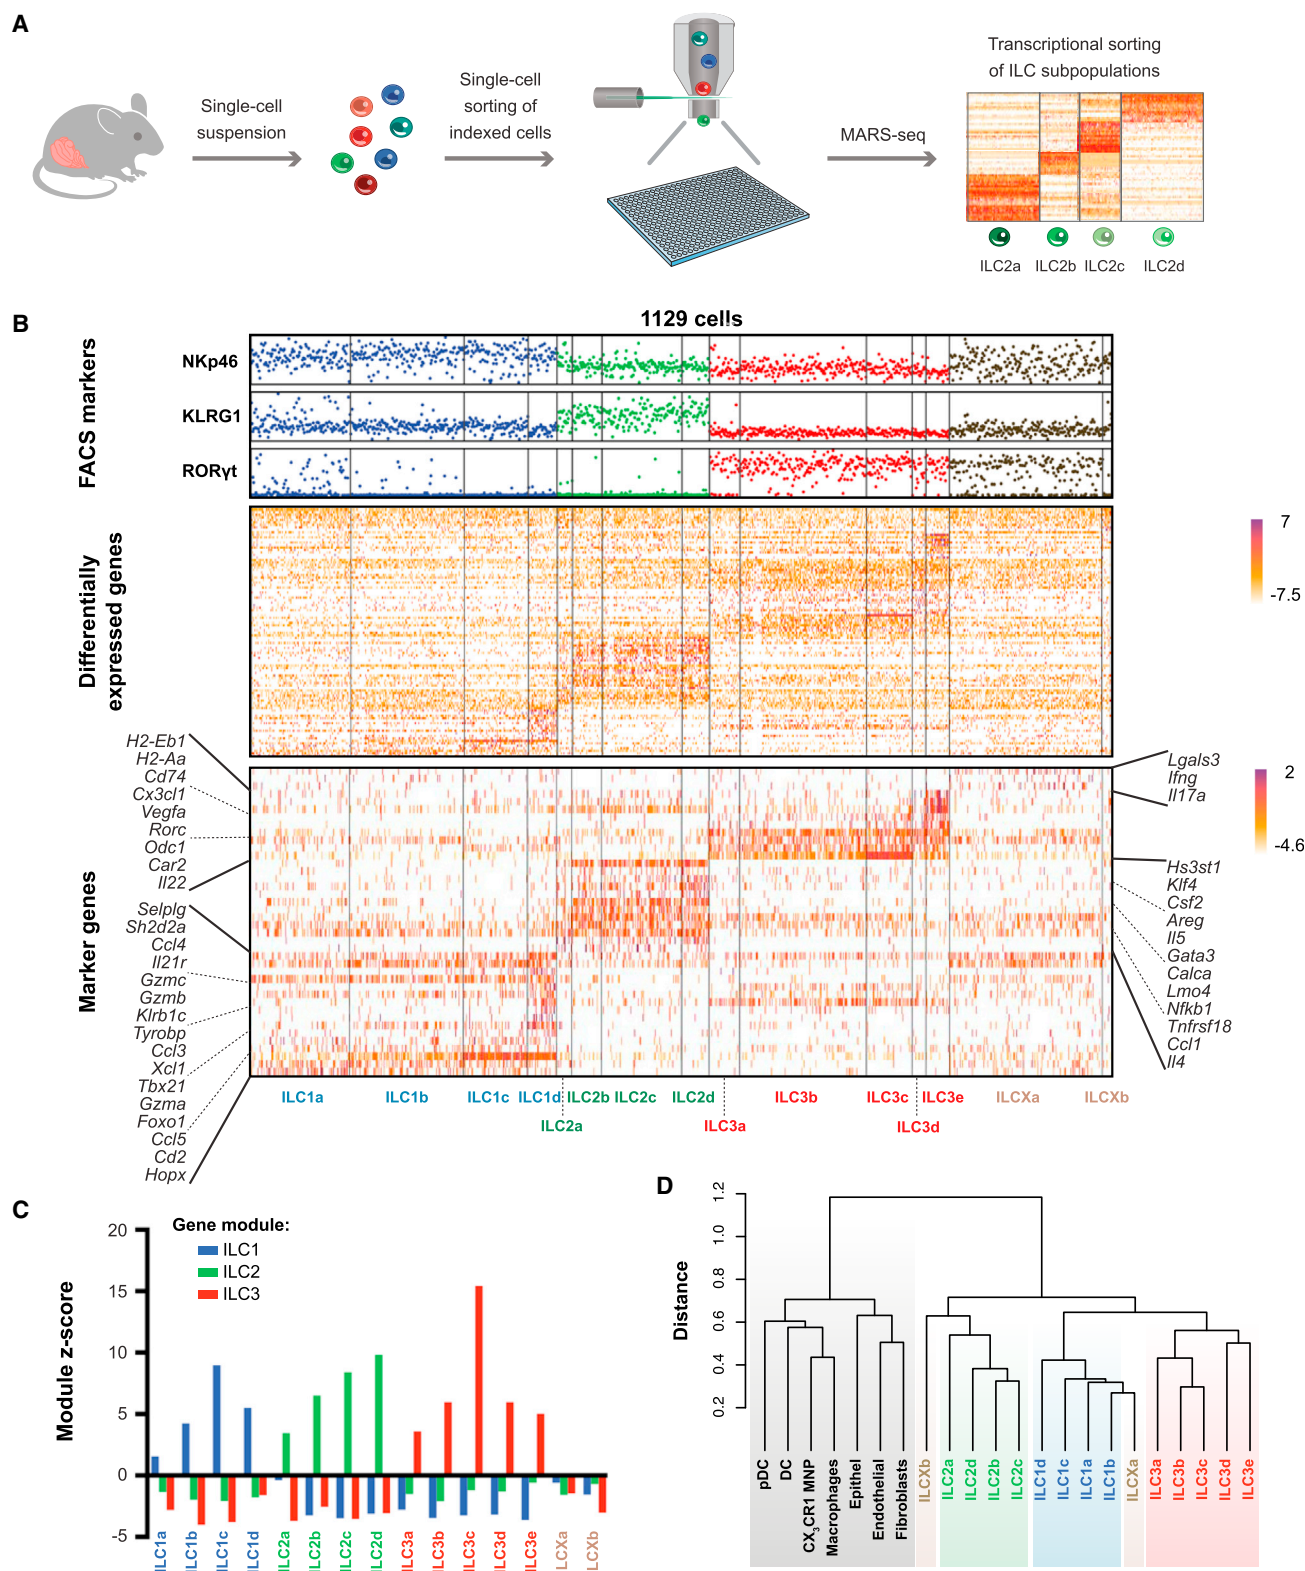 A
Single-cell
suspension
Single-cell
sorting of
indexed cells
MARS-seq
Transcriptional sorting
of ILC subpopulations
ILC2a ILC2b ILC2c ILC2d
B
1129 cells
FACS markers
NKp46
KLRG1
RORγt
Differentially
expressed genes
7
-7.5
Marker genes
H2-Eb1
H2-Aa
Cd74
Cx3cl1
Vegfa
Rorc
Odc1
Car2
Il22
Selplg
Sh2d2a
Ccl4
Il21r
Gzmc
Gzmb
Klrb1c
Tyrobp
Ccl3
Xcl1
Tbx21
Gzma
Foxo1
Ccl5
Cd2
Hopx
Lgals3
Ifng
Il17a
Hs3st1
Klf4
Csf2
Areg
Il5
Gata3
Calca
Lmo4
Nfkb1
Tnfrsf18
Ccl1
Il4
2
-4.6
ILC1a ILC1b ILC1c ILC1d ILC2b ILC2c ILC2d ILC3b ILC3c ILC3e ILCXa ILCXb
ILC2a ILC3a ILC3d
C
Module z-score
20
15
10
5
0
-5
Gene module:
ILC1
ILC2
ILC3
ILC1a
ILC1b
ILC1c
ILC1d
ILC2a
ILC2b
ILC2c
ILC2d
ILC3a
ILC3b
ILC3c
ILC3d
ILC3e
LCXa
LCXb
D
Distance
1.2
1.0
0.8
0.6
0.4
0.2
pDC
DC
CX3CR1 MNP
Macrophages
Epithel
Endothelial
Fibroblasts
ILCXb
ILC2a
ILC2d
ILC2b
ILC2c
ILC1d
ILC1c
ILC1a
ILC1b
ILCXa
ILC3a
ILC3b
ILC3c
ILC3d
ILC3e